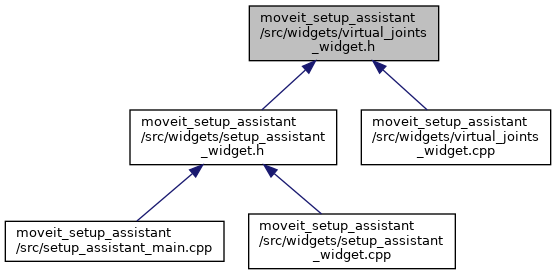 moveit_setup_assistant
/src/widgets/virtual_joints
_widget.h
moveit_setup_assistant
/src/widgets/setup_assistant
_widget.h
moveit_setup_assistant
/src/widgets/virtual_joints
_widget.cpp
moveit_setup_assistant
/src/setup_assistant_main.cpp
moveit_setup_assistant
/src/widgets/setup_assistant
_widget.cpp